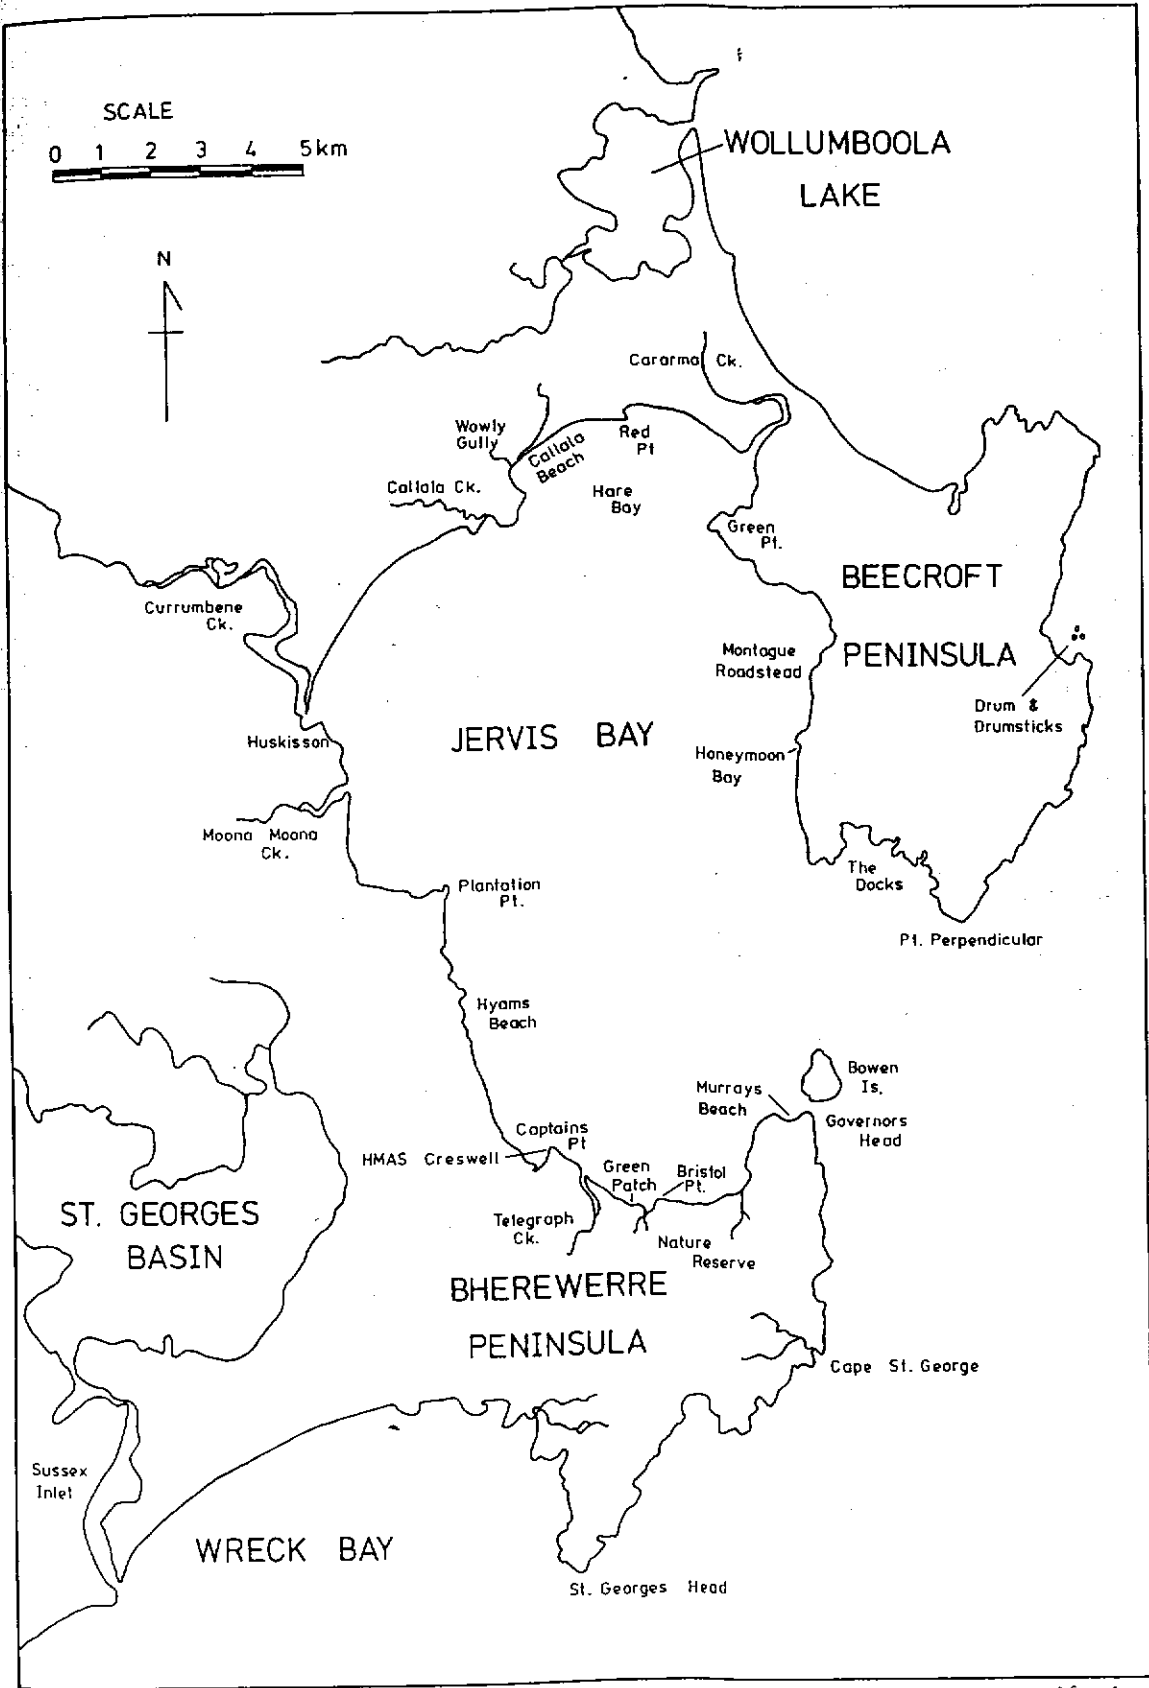 SCALE
0 1 2 3 4 5km
N
WOLLUMBOOLA
LAKE
Cararma Ck.
Wowly
Gully
Callala
Beach
Red
Pt
Callala Ck.
Hare
Bay
Green
Pt.
BEECROFT
PENINSULA
Currumbene
Ck.
Montague
Roadstead
Drum &
Drumsticks
Huskisson
JERVIS BAY
Honeymoon
Bay
Moona Moona
Ck.
The
Docks
Plantation
Pt.
Pt. Perpendicular
Hyams
Beach
Bowen
Is.
Murrays
Beach
Governors
Head
Captains
Pt
HMAS Creswell
Green
Patch
Bristol
Pt.
Telegraph
Ck.
Nature
Reserve
ST. GEORGES
BASIN
BHEREWERRE
PENINSULA
Cape St. George
Sussex
Inlet
WRECK BAY
St. Georges Head